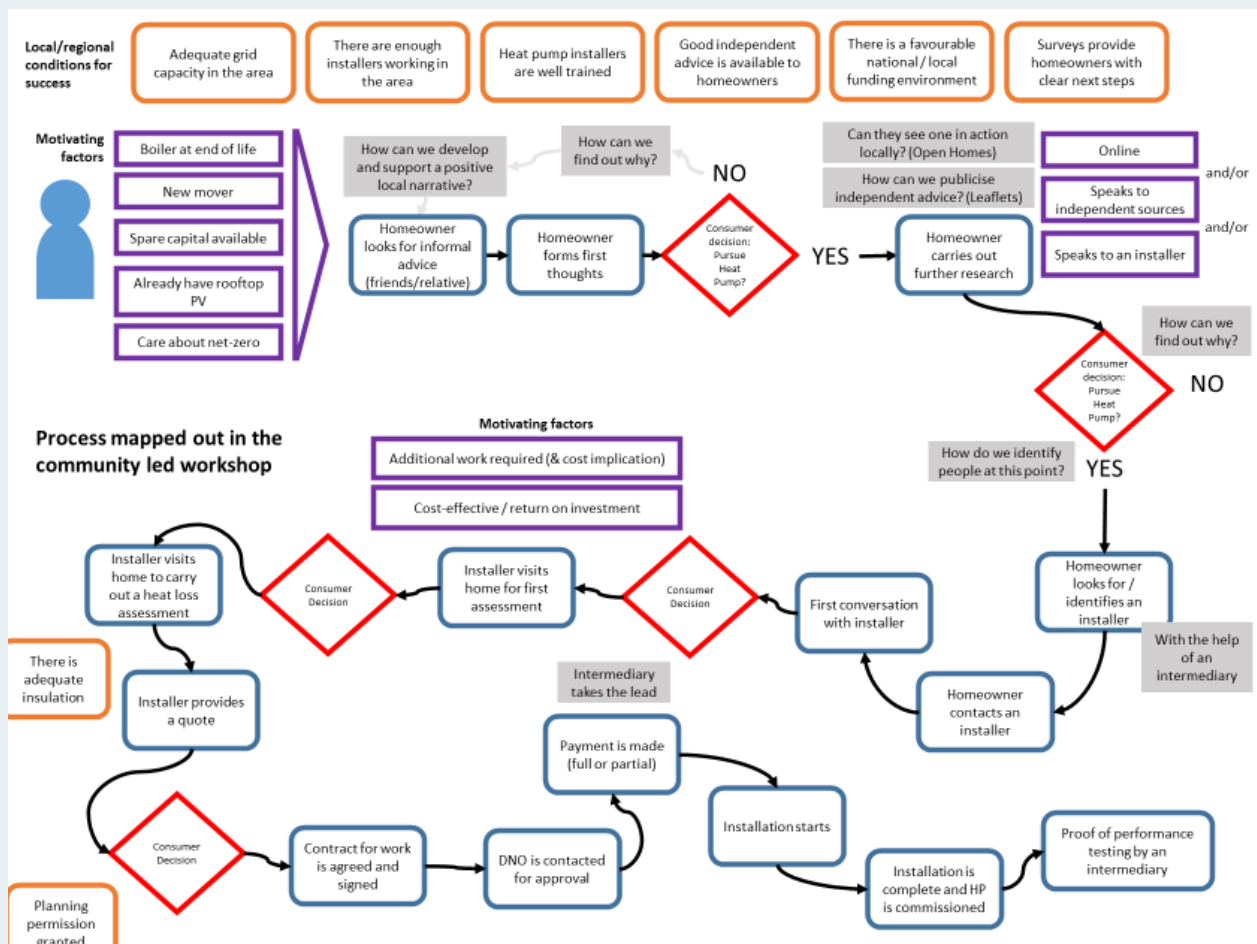 Local/regional
conditions for
success
Adequate grid
capacity in the area
There are enough
installers working in
the area
Heat pump installers
are well trained
Good independent
advice is available to
homeowners
There is a favourable
national / local
funding environment
Surveys provide
homeowners with
clear next steps
Motivating
factors
Boiler at end of life
New mover
Spare capital available
Already have rooftop
PV
Care about net-zero
How can we develop
and support a positive
local narrative?
How can we
find out why?
NO
Homeowner
looks for informal
advice
(friends/relative)
Homeowner
forms first
thoughts
Consumer
decision:
Pursue
Heat
Pump?
YES
Can they see one in action
locally? (Open Homes)
How can we publicise
independent advice? (Leaflets)
Homeowner
carries out
further research
Online
and/or
Speaks to
independent sources
and/or
Speaks to an installer
How can we
find out why?
Consumer
decision:
Pursue
Heat
Pump?
NO
How do we identify
people at this point?
YES
Process mapped out in the
community led workshop
Motivating factors
Additional work required (& cost implication)
Cost-effective / return on investment
Homeowner
looks for /
identifies an
installer
With the help
of an
intermediary
Homeowner
contacts an
installer
First conversation
with installer
Consumer
Decision
Installer visits
home for first
assessment
Consumer
Decision
Installer visits
home to carry
out a heat loss
assessment
There is
adequate
insulation
Installer provides
a quote
Consumer
Decision
Planning
permission
granted
Contract for work
is agreed and
signed
DNO is contacted
for approval
Intermediary
takes the lead
Payment is made
(full or partial)
Installation starts
Installation is
complete and HP
is commissioned
Proof of performance
testing by an
intermediary